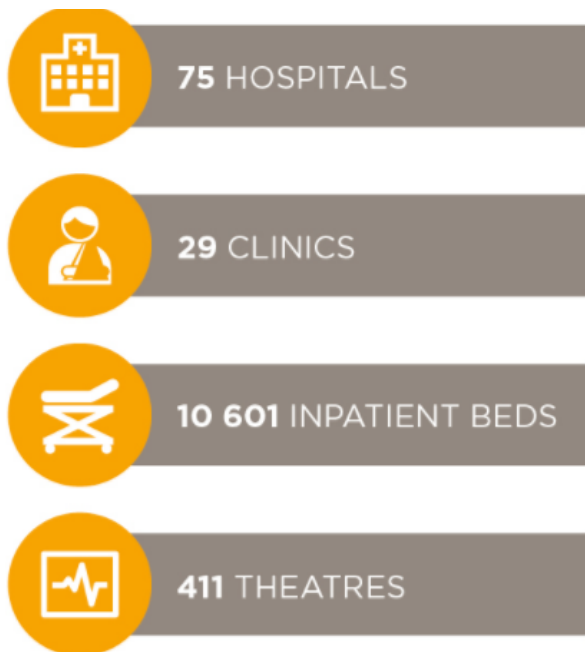 75 HOSPITALS
29 CLINICS
10 601 INPATIENT BEDS
411 THEATRES